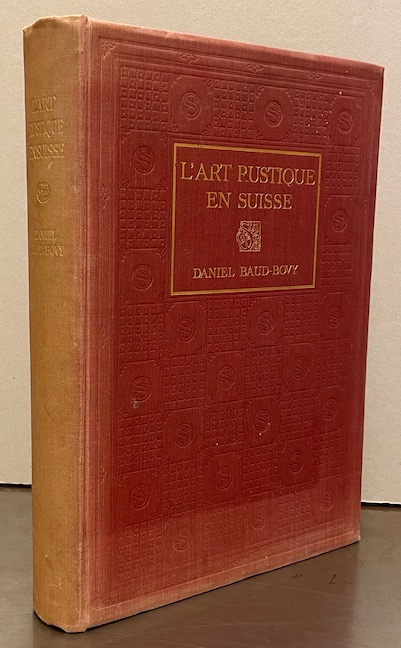 L'ART RUSTIQUE
EN SUISSE
DANIEL BAUD-BOVY
L'ART
RUSTIQUE
EN SUISSE
DANIEL
BAUD-BOVY